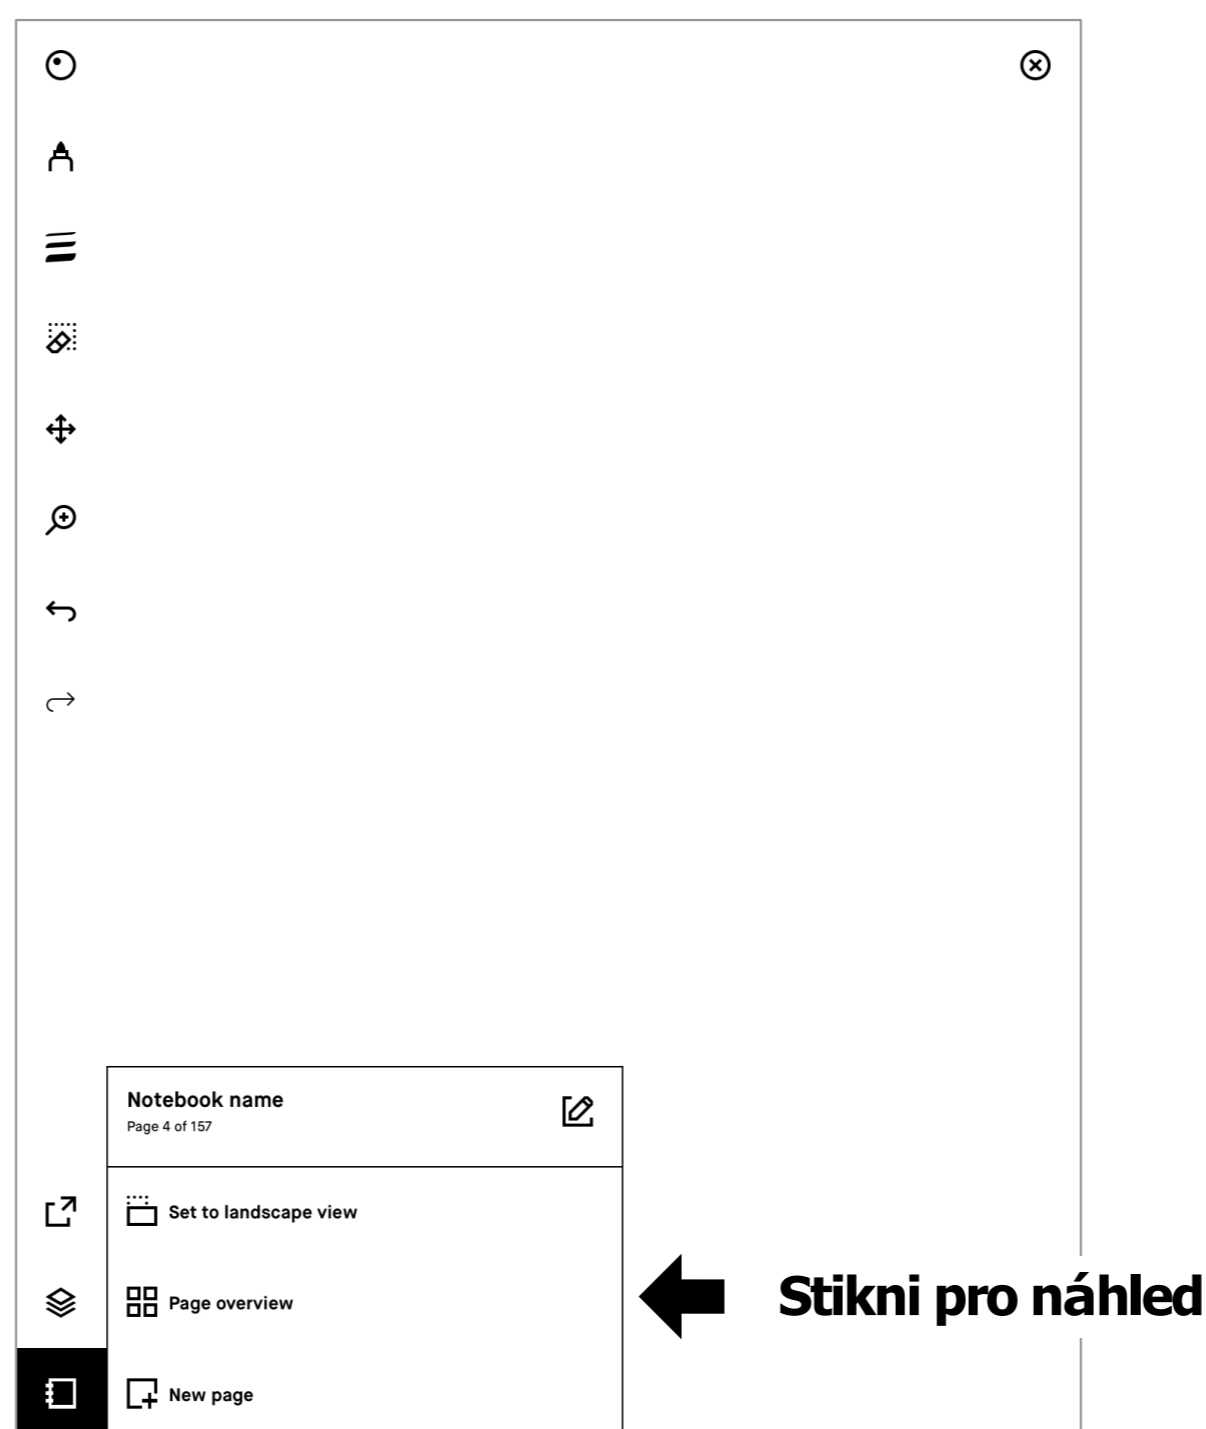 Notebook name
Page 4 of 157
Set to landscape view
Page overview
Stikni pro náhled
New page